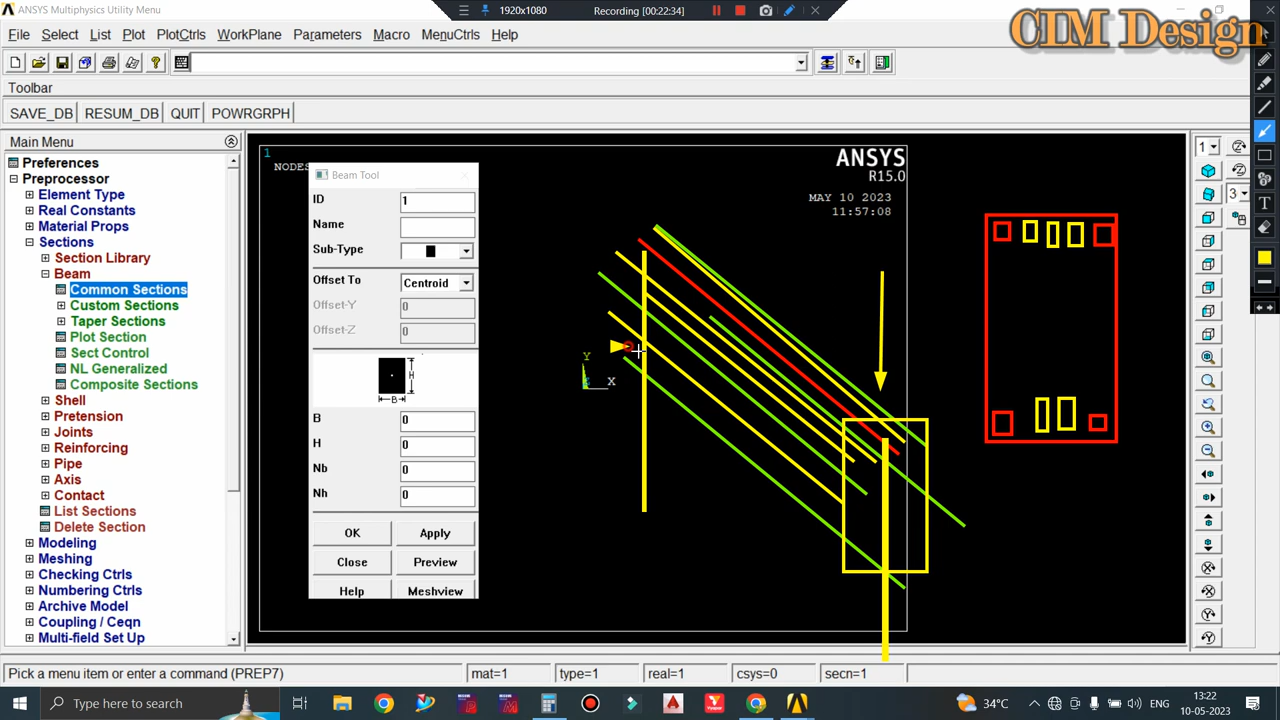 ANSYS Multiphysics Utility Menu
1920x1080
Recording [00:22:34]
CIM Design
File Select List Plot PlotCtrls WorkPlane Parameters Macro MenuCtrls Help
Toolbar
SAVE_DB RESUM_DB QUIT POWRGRPH
Main Menu
Preferences
Preprocessor
Element Type
Real Constants
Material Props
Sections
Section Library
Beam
Common Sections
Custom Sections
Taper Sections
Plot Section
Sect Control
NL Generalized
Composite Sections
Shell
Pretension
Joints
Reinforcing
Pipe
Axis
Contact
List Sections
Delete Section
Modeling
Meshing
Checking Ctrls
Numbering Ctrls
Archive Model
Coupling / Ceqn
Multi-field Set Up
1
NODES
Beam Tool
ID 1
Name
Sub-Type
Offset To Centroid
Offset-Y 0
Offset-Z 0
H
B
B 0
H 0
Nb 0
Nh 0
OK Apply
Close Preview
Help Meshview
ANSYS
R15.0
MAY 10 2023
11:57:08
Y
X
1
3
T
Pick a menu item or enter a command (PREP7)
mat=1 type=1 real=1 csys=0 secn=1
Type here to search
34°C
13:22
10-05-2023